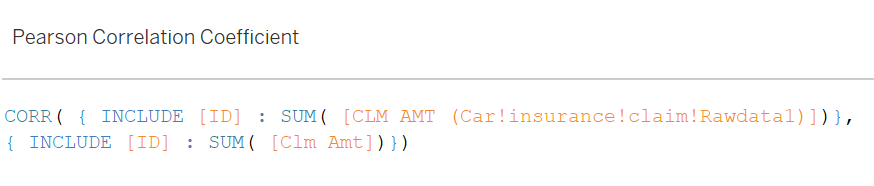 Pearson Correlation Coefficient
CORR( { INCLUDE [ID] : SUM( [CLM AMT (Car!insurance!claim!Rawdata1)])},
{ INCLUDE [ID] : SUM( [Clm Amt])})